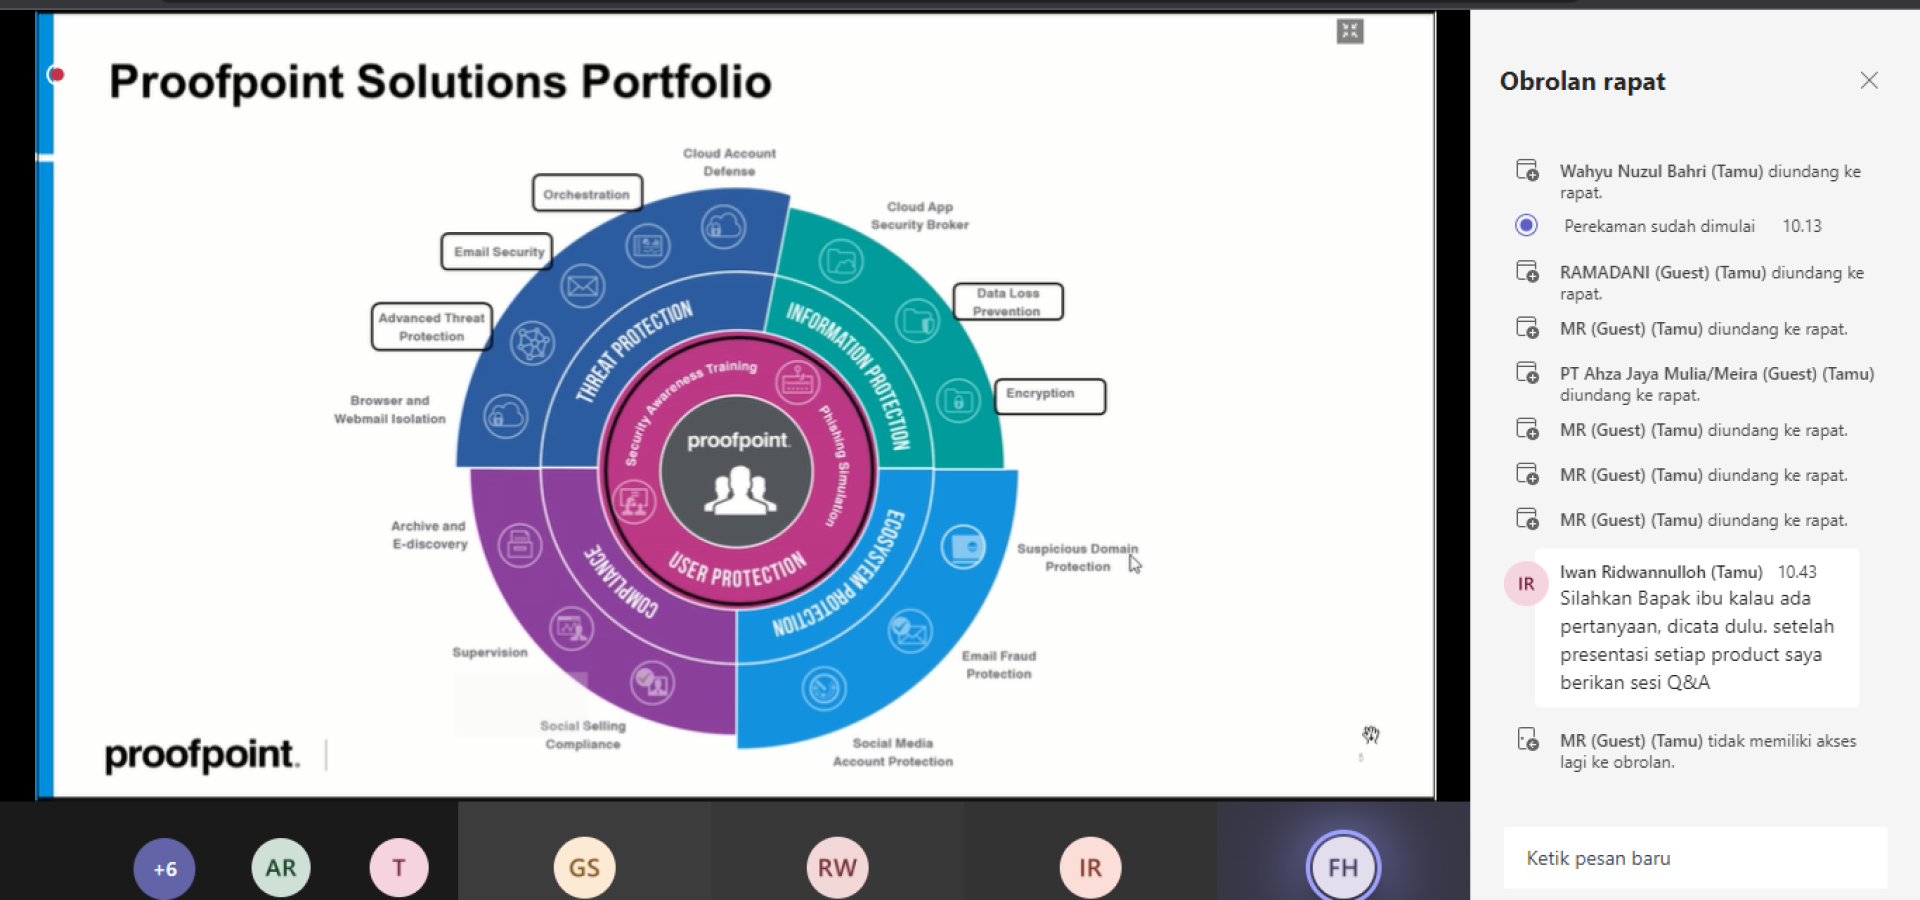 Proofpoint Solutions Portfolio
Cloud Account
Defense
Orchestration
Email Security
Advanced Threat
Protection
Browser and
Webmail Isolation
Cloud App
Security Broker
Data Loss
Prevention
Encryption
THREAT PROTECTION
INFORMATION PROTECTION
Security Awareness Training
Phishing Simulation
proofpoint.
USER PROTECTION
COMPLIANCE
ECOSYSTEM PROTECTION
Archive and
E-discovery
Supervision
Social Selling
Compliance
Suspicious Domain
Protection
Email Fraud
Protection
Social Media
Account Protection
proofpoint.
5
+6
AR
T
GS
RW
IR
FH
Obrolan rapat
Wahyu Nuzul Bahri (Tamu) diundang ke
rapat.
Perekaman sudah dimulai 10.13
RAMADANI (Guest) (Tamu) diundang ke
rapat.
MR (Guest) (Tamu) diundang ke rapat.
PT Ahza Jaya Mulia/Meira (Guest) (Tamu)
diundang ke rapat.
MR (Guest) (Tamu) diundang ke rapat.
MR (Guest) (Tamu) diundang ke rapat.
MR (Guest) (Tamu) diundang ke rapat.
IR
Iwan Ridwannulloh (Tamu) 10.43
Silahkan Bapak ibu kalau ada
pertanyaan, dicata dulu. setelah
presentasi setiap product saya
berikan sesi Q&A
MR (Guest) (Tamu) tidak memiliki akses
lagi ke obrolan.
Ketik pesan baru